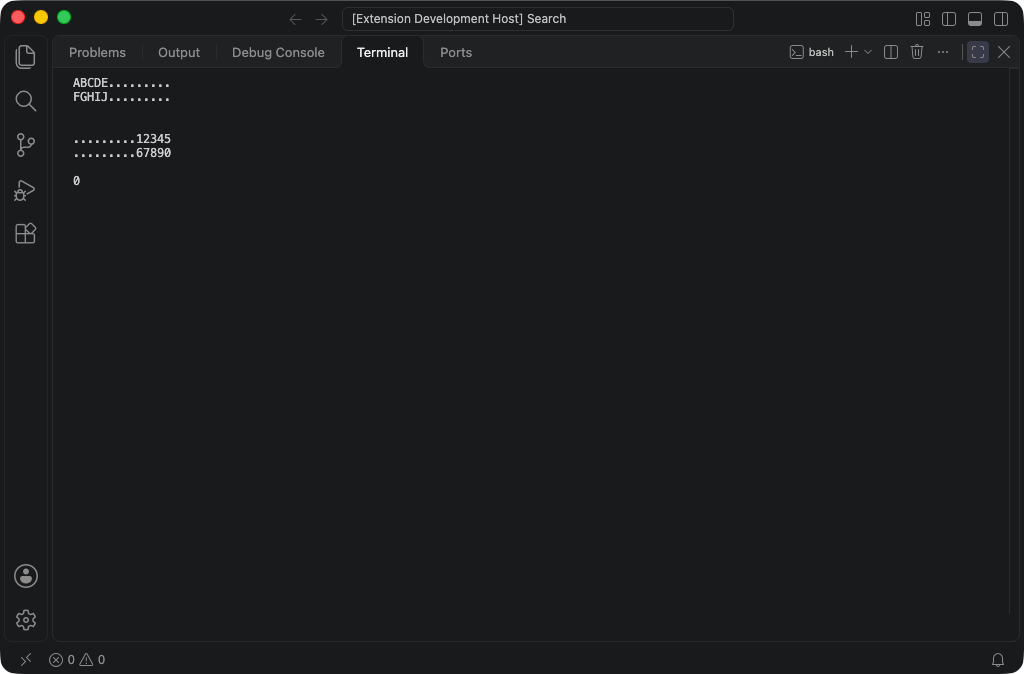 [Extension Development Host] Search
Problems Output Debug Console Terminal Ports bash
ABCDE.........
FGHIJ.........
.........12345
.........67890
0
0 0